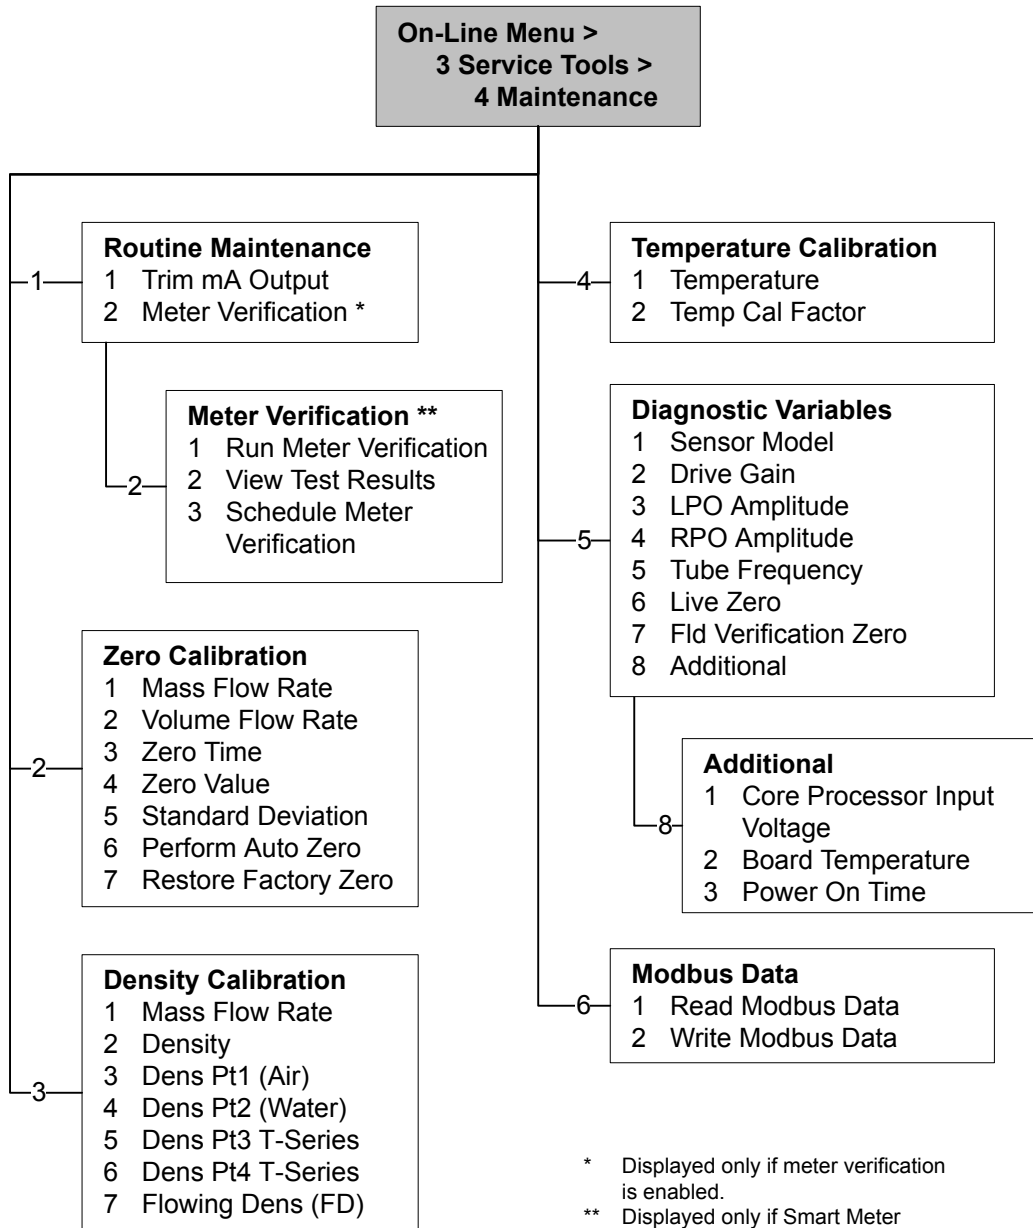 On-Line Menu >
3 Service Tools >
4 Maintenance
1
Routine Maintenance
1 Trim mA Output
2 Meter Verification *
2
Meter Verification **
1 Run Meter Verification
2 View Test Results
3 Schedule Meter
Verification
2
Zero Calibration
1 Mass Flow Rate
2 Volume Flow Rate
3 Zero Time
4 Zero Value
5 Standard Deviation
6 Perform Auto Zero
7 Restore Factory Zero
3
Density Calibration
1 Mass Flow Rate
2 Density
3 Dens Pt1 (Air)
4 Dens Pt2 (Water)
5 Dens Pt3 T-Series
6 Dens Pt4 T-Series
7 Flowing Dens (FD)
4
Temperature Calibration
1 Temperature
2 Temp Cal Factor
5
Diagnostic Variables
1 Sensor Model
2 Drive Gain
3 LPO Amplitude
4 RPO Amplitude
5 Tube Frequency
6 Live Zero
7 Fld Verification Zero
8 Additional
8
Additional
1 Core Processor Input
Voltage
2 Board Temperature
3 Power On Time
6
Modbus Data
1 Read Modbus Data
2 Write Modbus Data
* Displayed only if meter verification
is enabled.
** Displayed only if Smart Meter